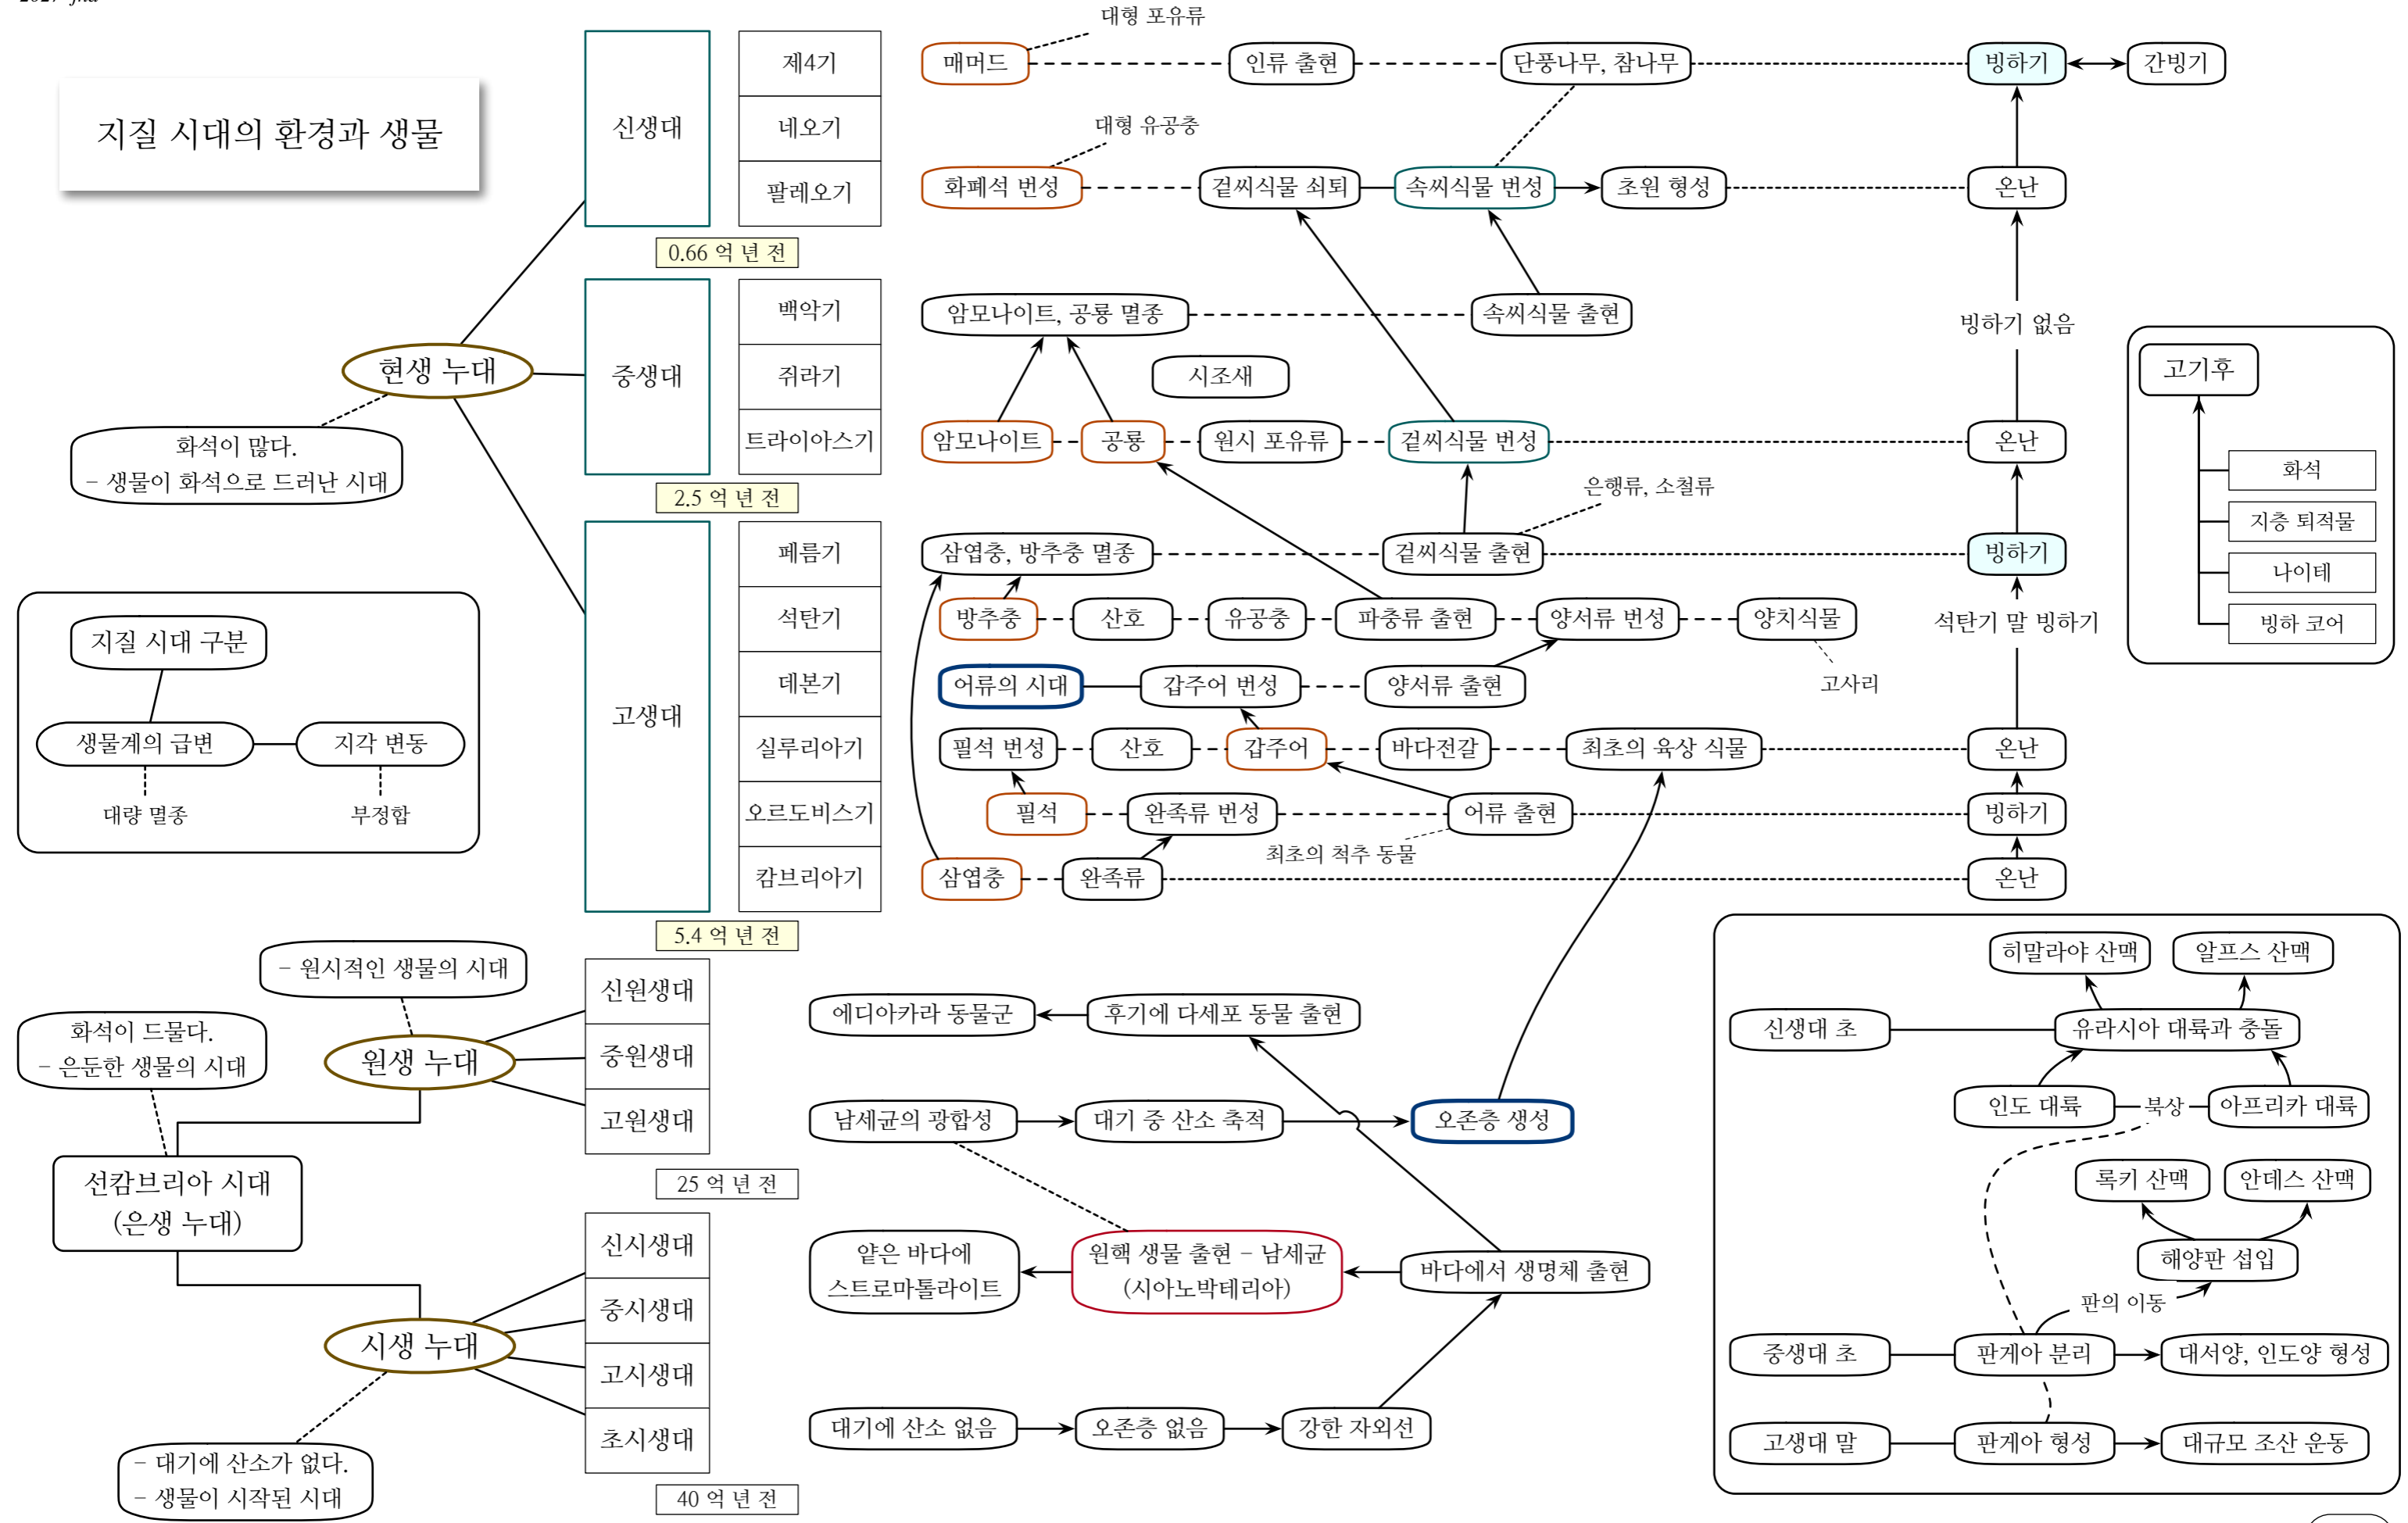 지질 시대의 환경과 생물
신생대
제4기
네오기
팔레오기
대형 포유류
매머드
인류 출현
단풍나무, 참나무
빙하기
간빙기
대형 유공충
화폐석 번성
겉씨식물 쇠퇴
속씨식물 번성
초원 형성
온난
0.66 억 년 전
현생 누대
화석이 많다.
– 생물이 화석으로 드러난 시대
중생대
백악기
쥐라기
트라이아스기
암모나이트, 공룡 멸종
속씨식물 출현
빙하기 없음
시조새
암모나이트
공룡
원시 포유류
겉씨식물 번성
온난
2.5 억 년 전
은행류, 소철류
고기후
화석
지층 퇴적물
나이테
빙하 코어
고생대
페름기
석탄기
데본기
실루리아기
오르도비스기
캄브리아기
삼엽충, 방추충 멸종
겉씨식물 출현
빙하기
방추충
산호
유공충
파충류 출현
양서류 번성
양치식물
석탄기 말 빙하기
어류의 시대
갑주어 번성
양서류 출현
고사리
필석 번성
산호
갑주어
바다전갈
최초의 육상 식물
온난
필석
완족류 번성
어류 출현
빙하기
최초의 척추 동물
삼엽충
완족류
온난
5.4 억 년 전
지질 시대 구분
생물계의 급변
지각 변동
대량 멸종
부정합
– 원시적인 생물의 시대
화석이 드물다.
– 은둔한 생물의 시대
원생 누대
신원생대
중원생대
고원생대
에디아카라 동물군
후기에 다세포 동물 출현
남세균의 광합성
대기 중 산소 축적
오존층 생성
25 억 년 전
선캄브리아 시대
(은생 누대)
시생 누대
신시생대
중시생대
고시생대
초시생대
얕은 바다에
스트로마톨라이트
원핵 생물 출현 – 남세균
(시아노박테리아)
바다에서 생명체 출현
대기에 산소 없음
오존층 없음
강한 자외선
– 대기에 산소가 없다.
– 생물이 시작된 시대
40 억 년 전
히말라야 산맥
알프스 산맥
신생대 초
유라시아 대륙과 충돌
인도 대륙
북상
아프리카 대륙
록키 산맥
안데스 산맥
해양판 섭입
판의 이동
중생대 초
판게아 분리
대서양, 인도양 형성
고생대 말
판게아 형성
대규모 조산 운동